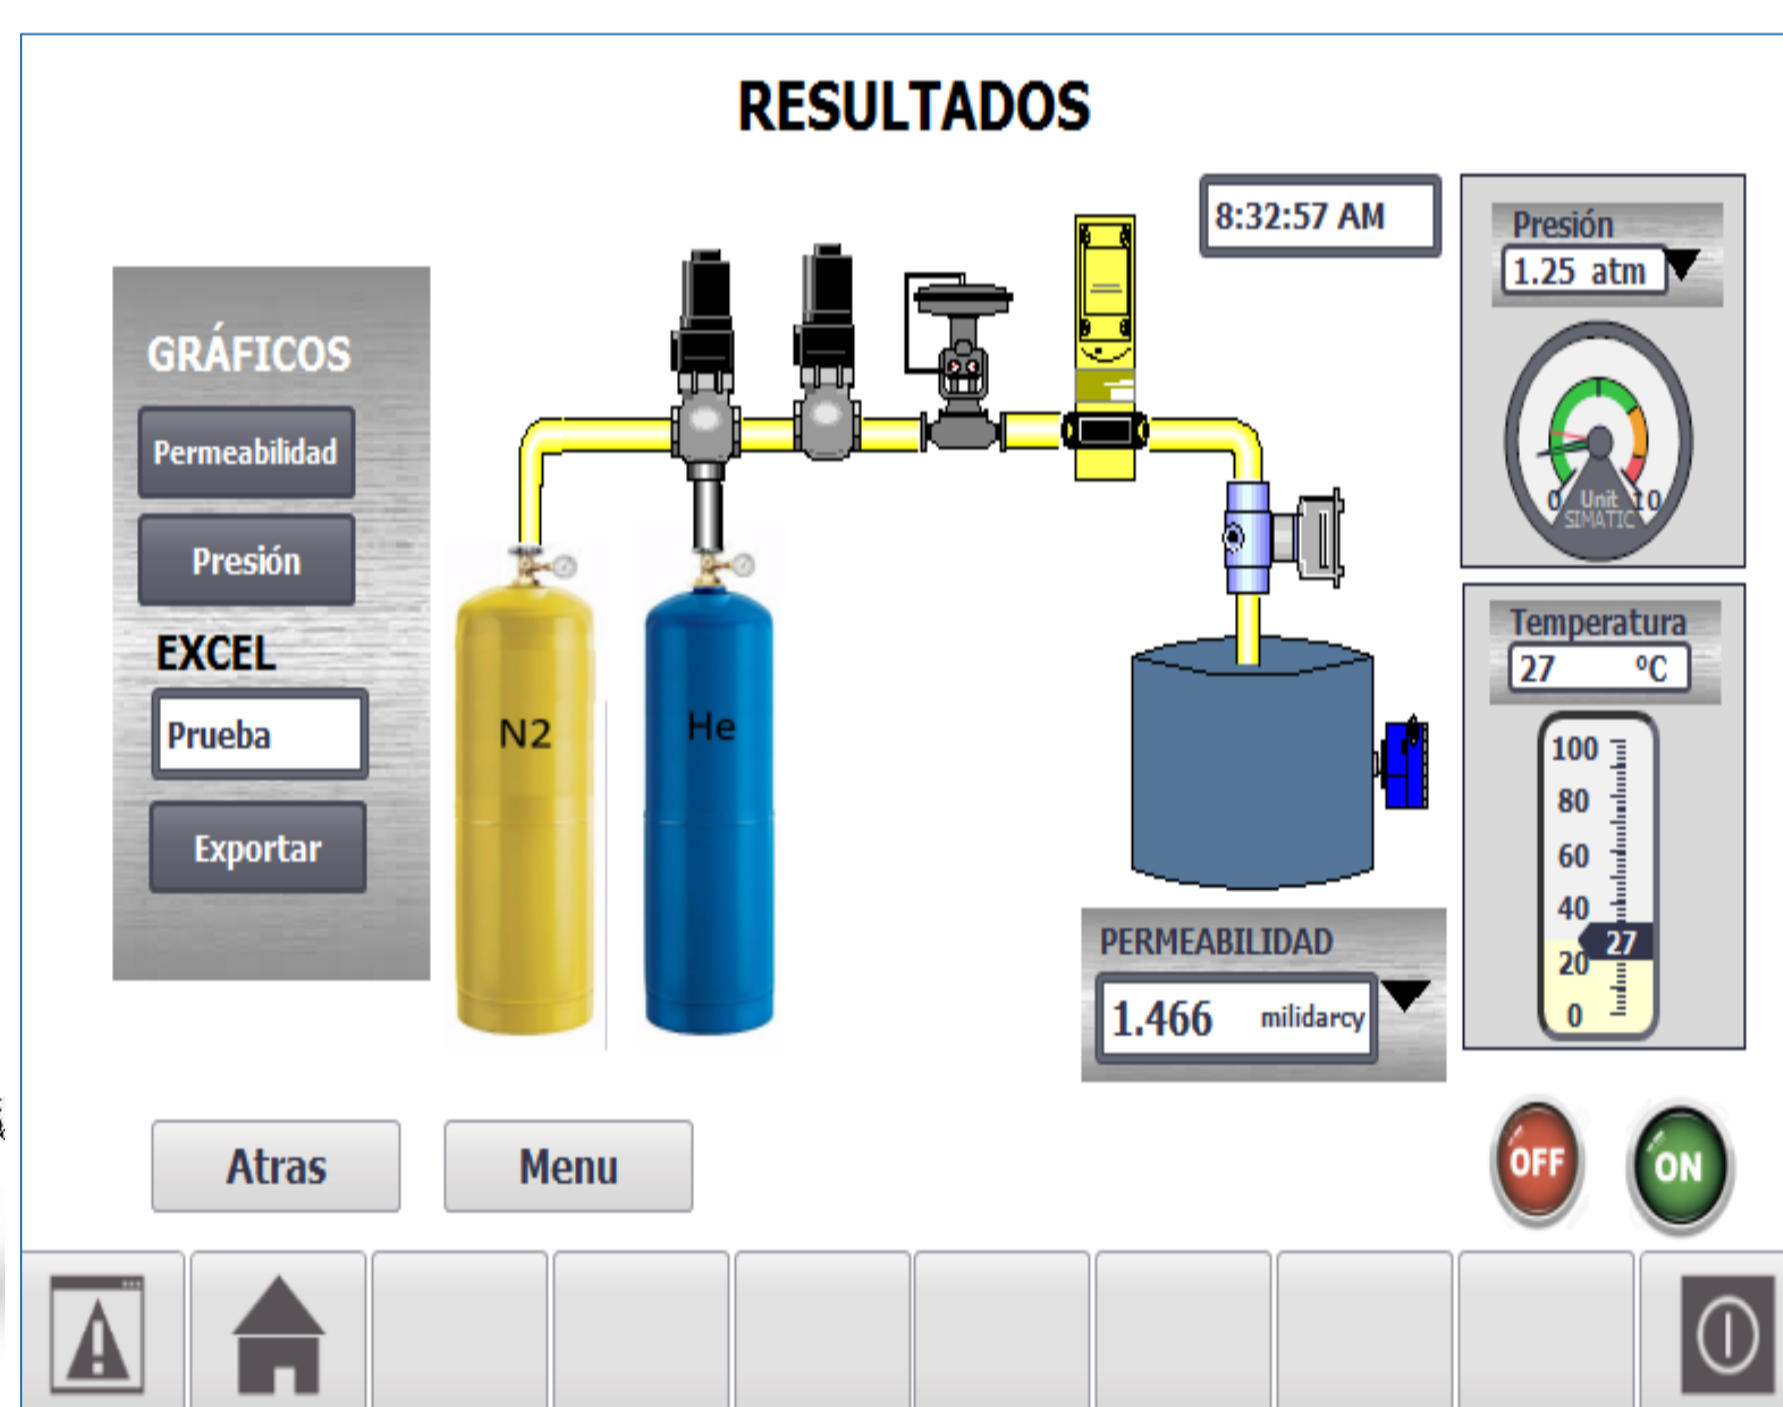 RESULTADOS
8:32:57 AM
Presión
1.25 atm
0 10
Unit
SIMATIC
GRÁFICOS
Permeabilidad
Presión
EXCEL
Prueba
Exportar
N2
He
Temperatura
27 ºC
100
80
60
40
27
20
0
PERMEABILIDAD
1.466 milidarcy
Atras
Menu
OFF
ON